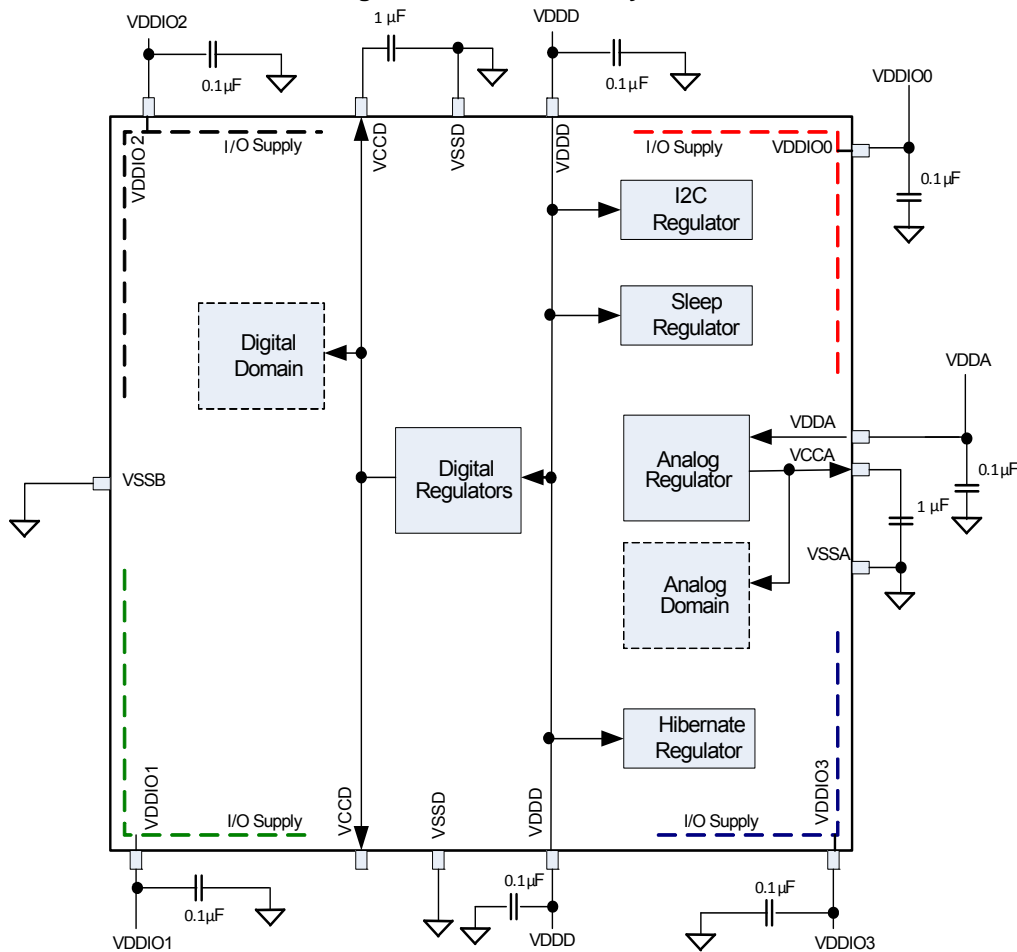 VDDIO2
1 µF
VDDD
0.1µF
0.1µF
VDDIO0
0.1µF
VDDIO2
I/O Supply
VCCD
VSSD
VDDD
I/O Supply
VDDIO0
I2C
Regulator
Sleep
Regulator
Digital
Domain
VDDA
VDDA
VCCA
Analog
Regulator
Digital
Regulators
0.1µF
1 µF
VSSB
VSSA
Analog
Domain
Hibernate
Regulator
VDDIO1
I/O Supply
VCCD
VSSD
VDDD
I/O Supply
VDDIO3
0.1µF
0.1µF
0.1µF
VDDIO1
VDDD
VDDIO3